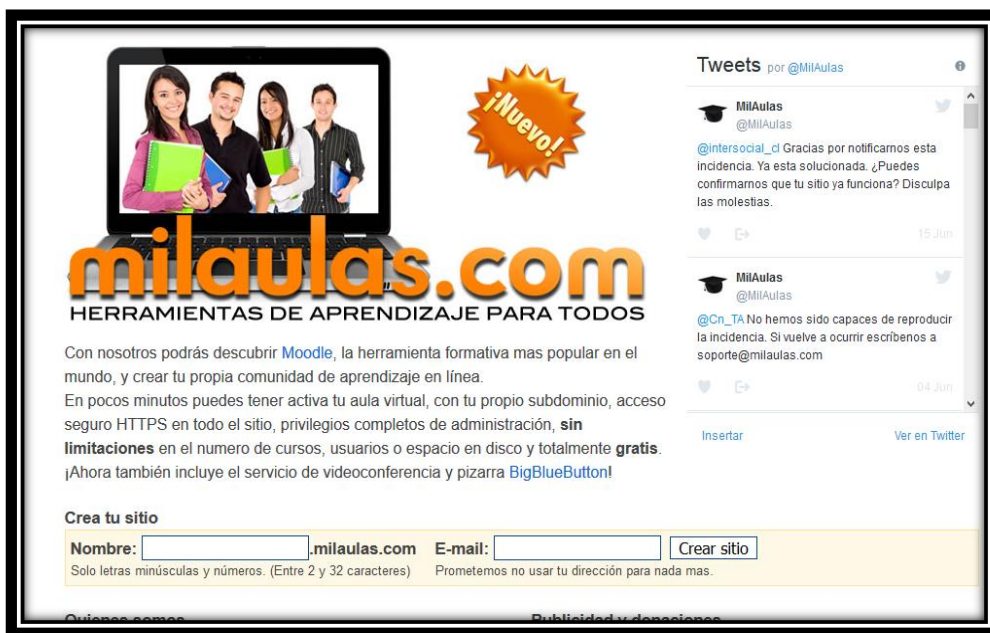 ¡Nuevo!
milaulas.com
HERRAMIENTAS DE APRENDIZAJE PARA TODOS
Con nosotros podrás descubrir Moodle, la herramienta formativa mas popular en el
mundo, y crear tu propia comunidad de aprendizaje en línea.
En pocos minutos puedes tener activa tu aula virtual, con tu propio subdominio, acceso
seguro HTTPS en todo el sitio, privilegios completos de administración, sin
limitaciones en el numero de cursos, usuarios o espacio en disco y totalmente gratis.
¡Ahora también incluye el servicio de videoconferencia y pizarra BigBlueButton!
Tweets por @MilAulas
MilAulas
@MilAulas
@intersocial_cl Gracias por notificarnos esta
incidencia. Ya esta solucionada. ¿Puedes
confirmarnos que tu sitio ya funciona? Disculpa
las molestias.
15 Jun
MilAulas
@MilAulas
@Cn_TA No hemos sido capaces de reproducir
la incidencia. Si vuelve a ocurrir escríbenos a
soporte@milaulas.com
04 Jun
Insertar Ver en Twitter
Crea tu sitio
Nombre: .milaulas.com E-mail: Crear sitio
Solo letras minúsculas y números. (Entre 2 y 32 caracteres) Prometemos no usar tu dirección para nada mas.
Quienes somos Publicidad y donaciones